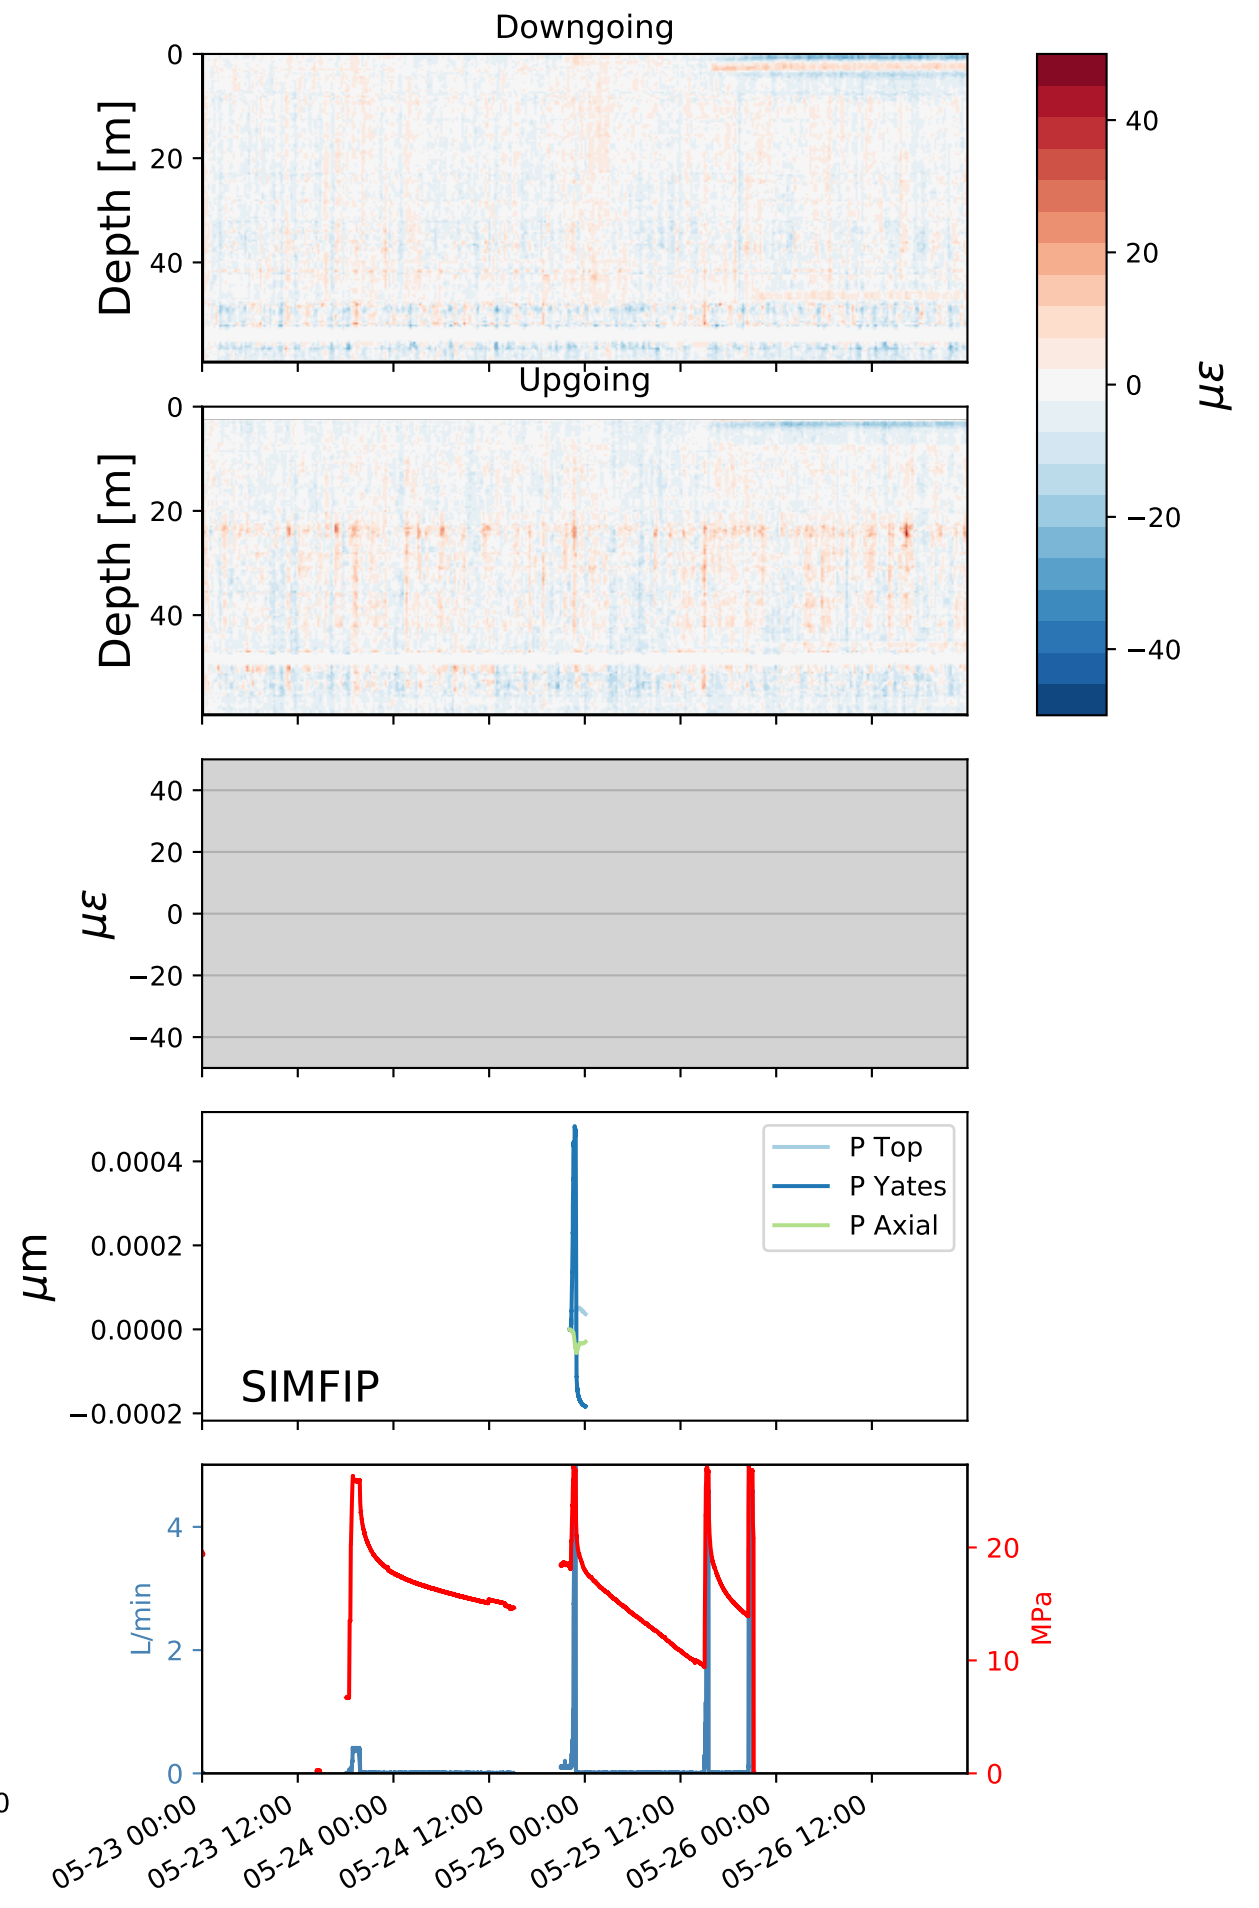 Downgoing
0
20
40
Depth [m]
Upgoing
0
20
40
Depth [m]
40
20
0
−20
−40
με
40
20
0
−20
−40
με
0.0004
0.0002
0.0000
−0.0002
μm
P Top
P Yates
P Axial
SIMFIP
4
2
0
L/min
20
10
0
MPa
0
05-23 00:00
05-23 12:00
05-24 00:00
05-24 12:00
05-25 00:00
05-25 12:00
05-26 00:00
05-26 12:00